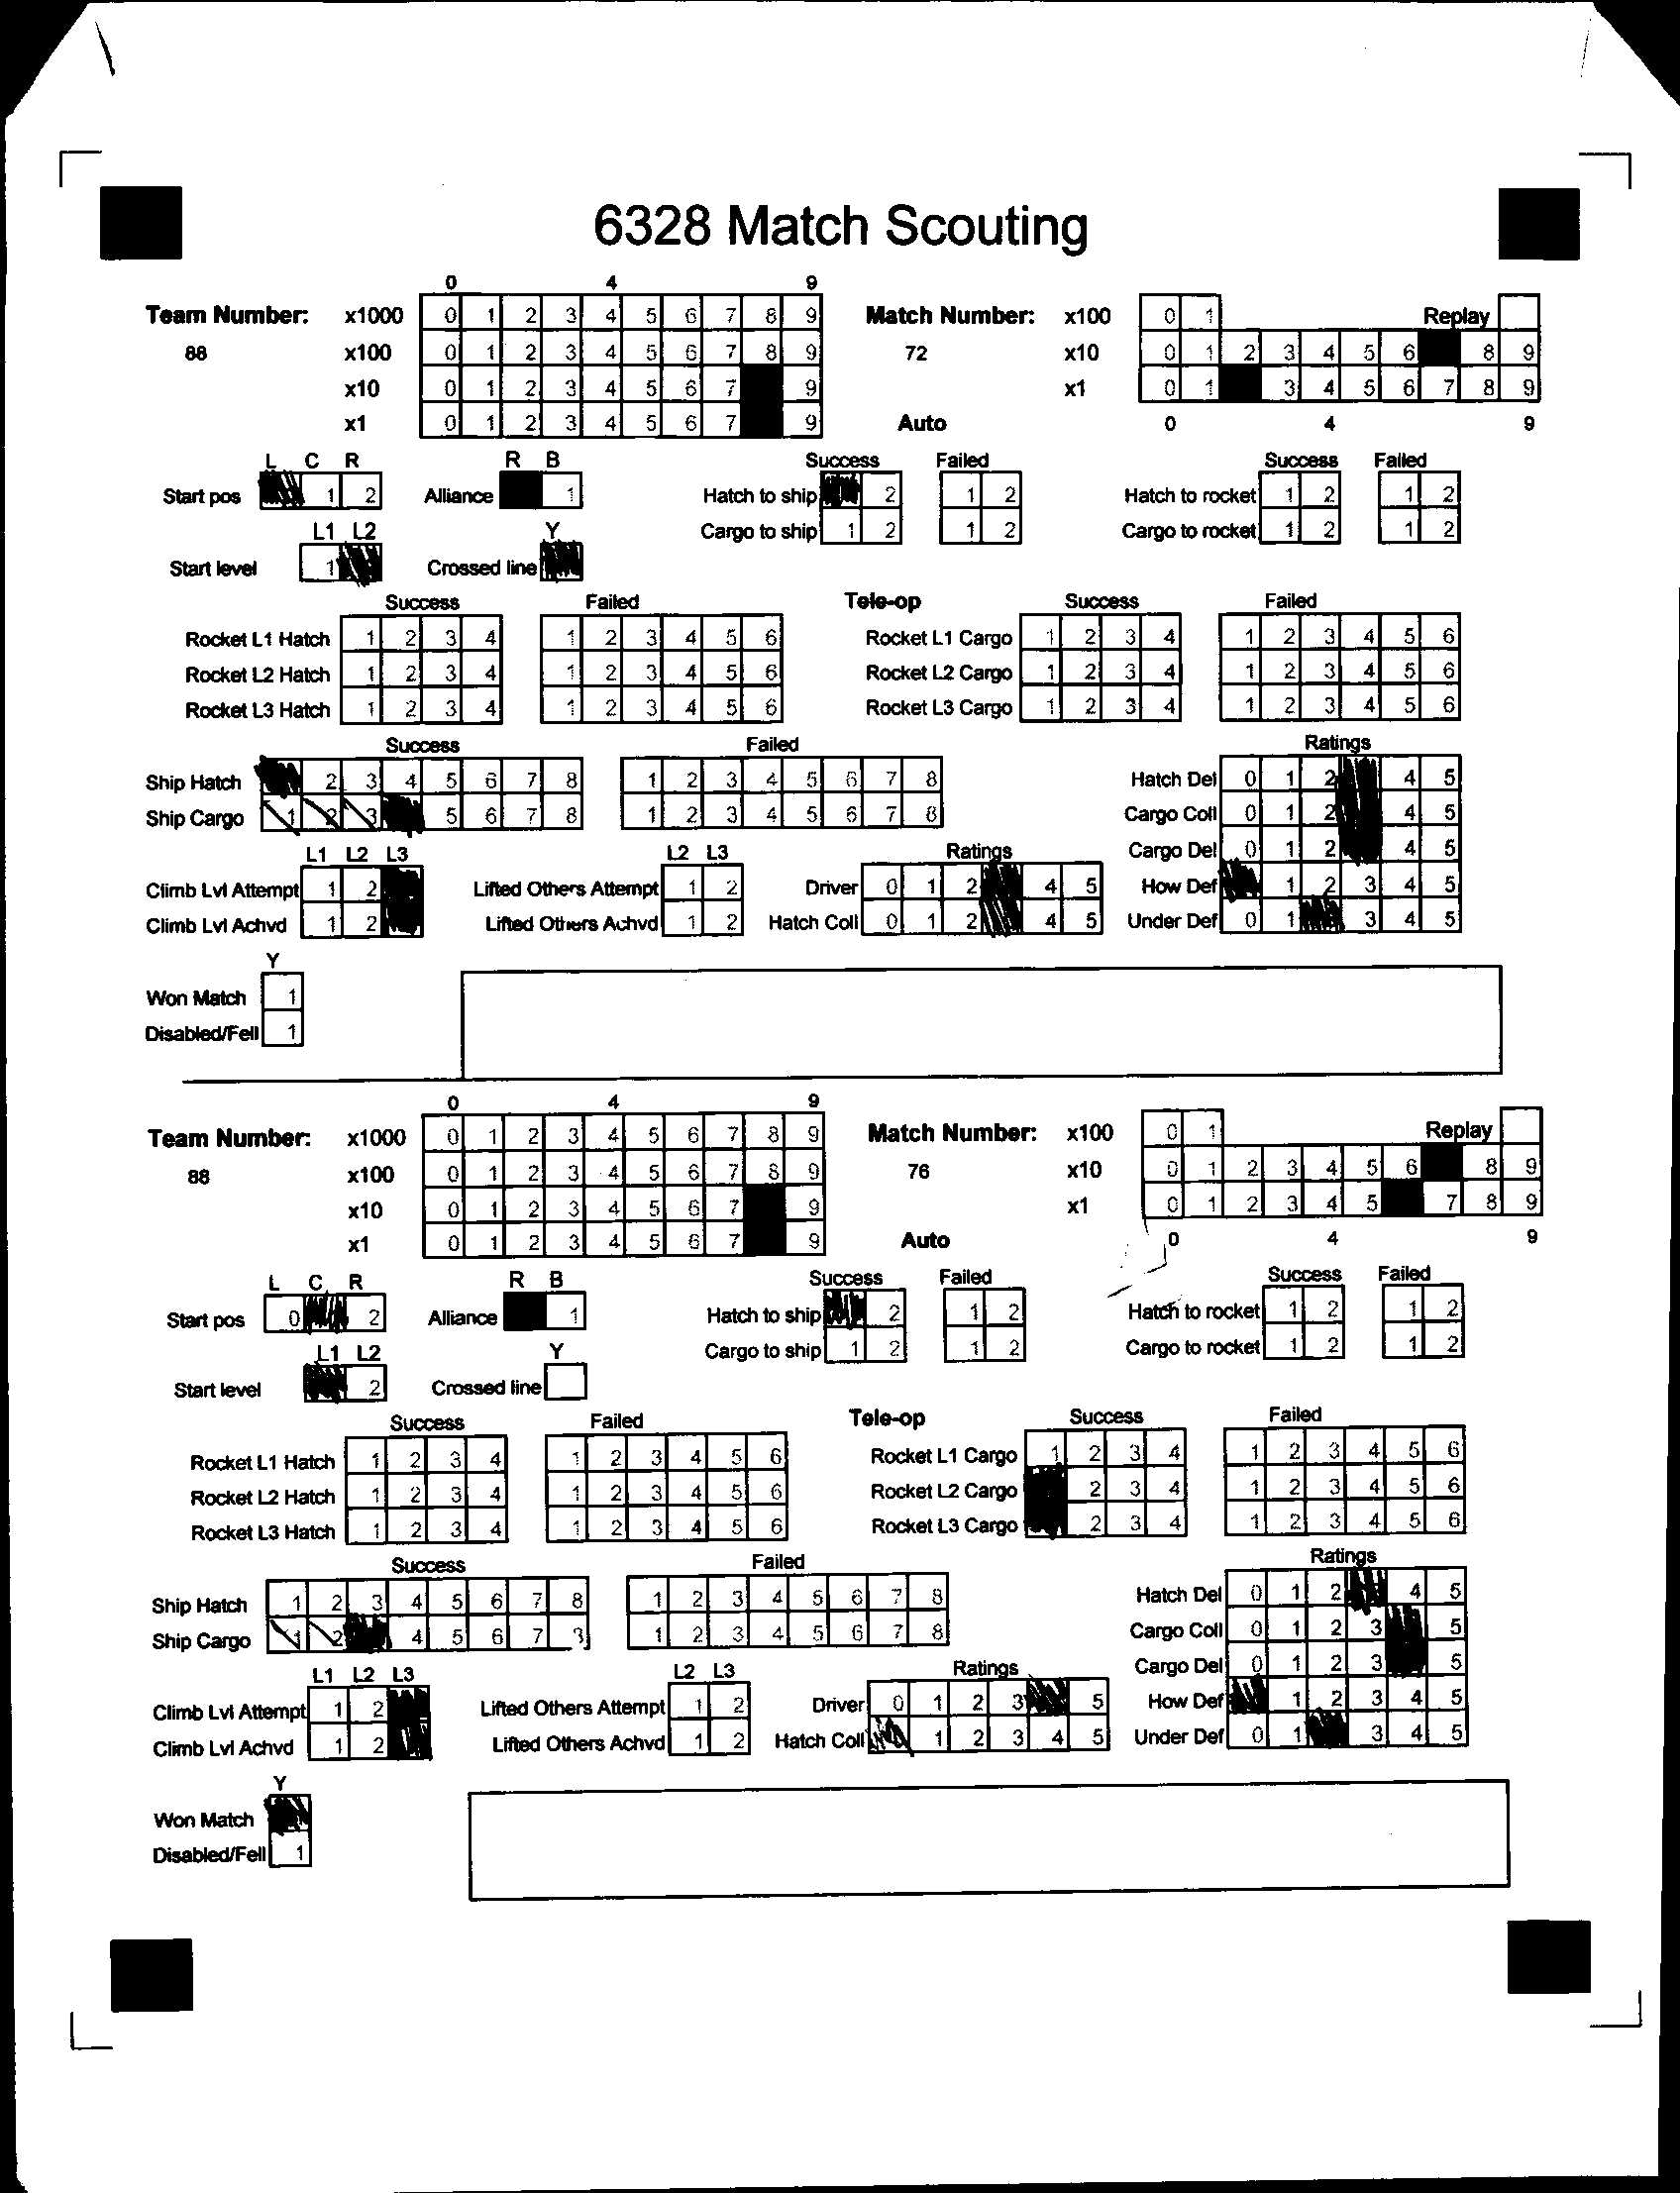 6328 Match Scouting
0 4 9
Team Number: x1000 0 1 2 3 4 5 6 7 8 9 Match Number: x100 0 1 Replay
88 x100 0 1 2 3 4 5 6 7 8 9 72 x10 0 1 2 3 4 5 6 8 9
x10 0 1 2 3 4 5 6 7 9 x1 0 1 3 4 5 6 7 8 9
x1 0 1 2 3 4 5 6 7 9 Auto 0 4 9
L C R R B Success Failed Success Failed
Start pos 1 2 Alliance 1 Hatch to ship 2 1 2 Hatch to rocket 1 2 1 2
L1 L2 Y Cargo to ship 1 2 1 2 Cargo to rocket 1 2 1 2
Start level 1 Crossed line
Success Failed Tele-op Success Failed
Rocket L1 Hatch 1 2 3 4 1 2 3 4 5 6 Rocket L1 Cargo 1 2 3 4 1 2 3 4 5 6
Rocket L2 Hatch 1 2 3 4 1 2 3 4 5 6 Rocket L2 Cargo 1 2 3 4 1 2 3 4 5 6
Rocket L3 Hatch 1 2 3 4 1 2 3 4 5 6 Rocket L3 Cargo 1 2 3 4 1 2 3 4 5 6
Success Failed Ratings
Ship Hatch 2 3 4 5 6 7 8 1 2 3 4 5 6 7 8 Hatch Del 0 1 2 4 5
Ship Cargo 1 2 3 5 6 7 8 1 2 3 4 5 6 7 8 Cargo Coll 0 1 2 4 5
L1 L2 L3 L2 L3 Ratings Cargo Del 0 1 2 4 5
Climb Lvl Attempt 1 2 Lifted Others Attempt 1 2 Driver 0 1 2 4 5 How Def 1 2 3 4 5
Climb Lvl Achvd 1 2 Lifted Others Achvd 1 2 Hatch Coll 0 1 2 4 5 Under Def 0 1 3 4 5
Y
Won Match 1
Disabled/Fell 1
0 4 9
Team Number: x1000 0 1 2 3 4 5 6 7 8 9 Match Number: x100 0 1 Replay
88 x100 0 1 2 3 4 5 6 7 8 9 76 x10 0 1 2 3 4 5 6 8 9
x10 0 1 2 3 4 5 6 7 9 x1 0 1 2 3 4 5 7 8 9
x1 0 1 2 3 4 5 6 7 9 Auto 0 4 9
L C R R B Success Failed Success Failed
Start pos 0 2 Alliance 1 Hatch to ship 2 1 2 Hatch to rocket 1 2 1 2
L1 L2 Y Cargo to ship 1 2 1 2 Cargo to rocket 1 2 1 2
Start level 2 Crossed line
Success Failed Tele-op Success Failed
Rocket L1 Hatch 1 2 3 4 1 2 3 4 5 6 Rocket L1 Cargo 1 2 3 4 1 2 3 4 5 6
Rocket L2 Hatch 1 2 3 4 1 2 3 4 5 6 Rocket L2 Cargo 2 3 4 1 2 3 4 5 6
Rocket L3 Hatch 1 2 3 4 1 2 3 4 5 6 Rocket L3 Cargo 2 3 4 1 2 3 4 5 6
Success Failed Ratings
Ship Hatch 1 2 3 4 5 6 7 8 1 2 3 4 5 6 7 8 Hatch Del 0 1 2 4 5
Ship Cargo 1 2 4 5 6 7 8 1 2 3 4 5 6 7 8 Cargo Coll 0 1 2 3 5
L1 L2 L3 L2 L3 Ratings Cargo Del 0 1 2 3 5
Climb Lvl Attempt 1 2 Lifted Others Attempt 1 2 Driver 0 1 2 3 5 How Def 1 2 3 4 5
Climb Lvl Achvd 1 2 Lifted Others Achvd 1 2 Hatch Coll 1 2 3 4 5 Under Def 0 1 3 4 5
Y
Won Match
Disabled/Fell 1